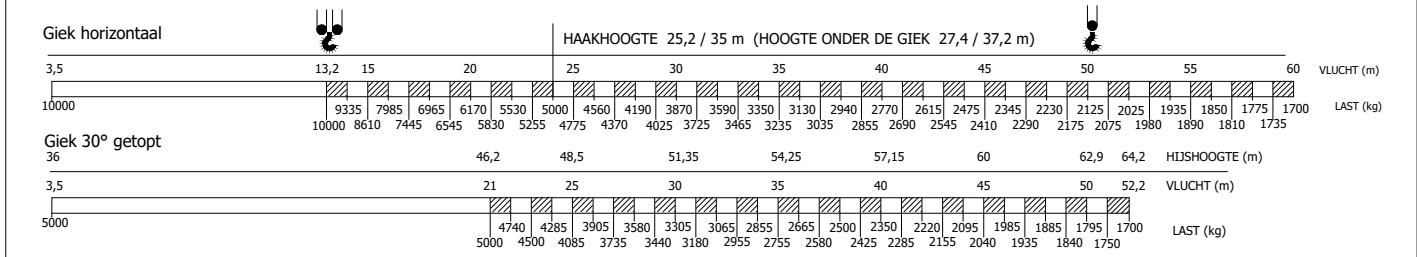 Giek horizontaal
HAAKHOOGTE 25,2 / 35 m (HOOGTE ONDER DE GIEK 27,4 / 37,2 m)
3,5 13,2 15 20 25 30 35 40 45 50 55 60 VLUCHT (m)
10000 9335 7985 6965 6170 5530 5000 4560 4190 3870 3590 3350 3130 2940 2770 2615 2475 2345 2230 2125 2025 1935 1850 1775 1700 LAST (kg)
10000 8610 7445 6545 5830 5255 4775 4370 4025 3725 3465 3235 3035 2855 2690 2545 2410 2290 2175 2075 1980 1890 1810 1735
Giek 30° getopt
36 46,2 48,5 51,35 54,25 57,15 60 62,9 64,2 HIJSHOOGTE (m)
3,5 21 25 30 35 40 45 50 52,2 VLUCHT (m)
5000 4740 4285 3905 3580 3305 3065 2855 2665 2500 2350 2220 2095 1985 1885 1795 1700 LAST (kg)
5000 4500 4085 3735 3440 3180 2955 2755 2580 2425 2285 2155 2040 1935 1840 1750